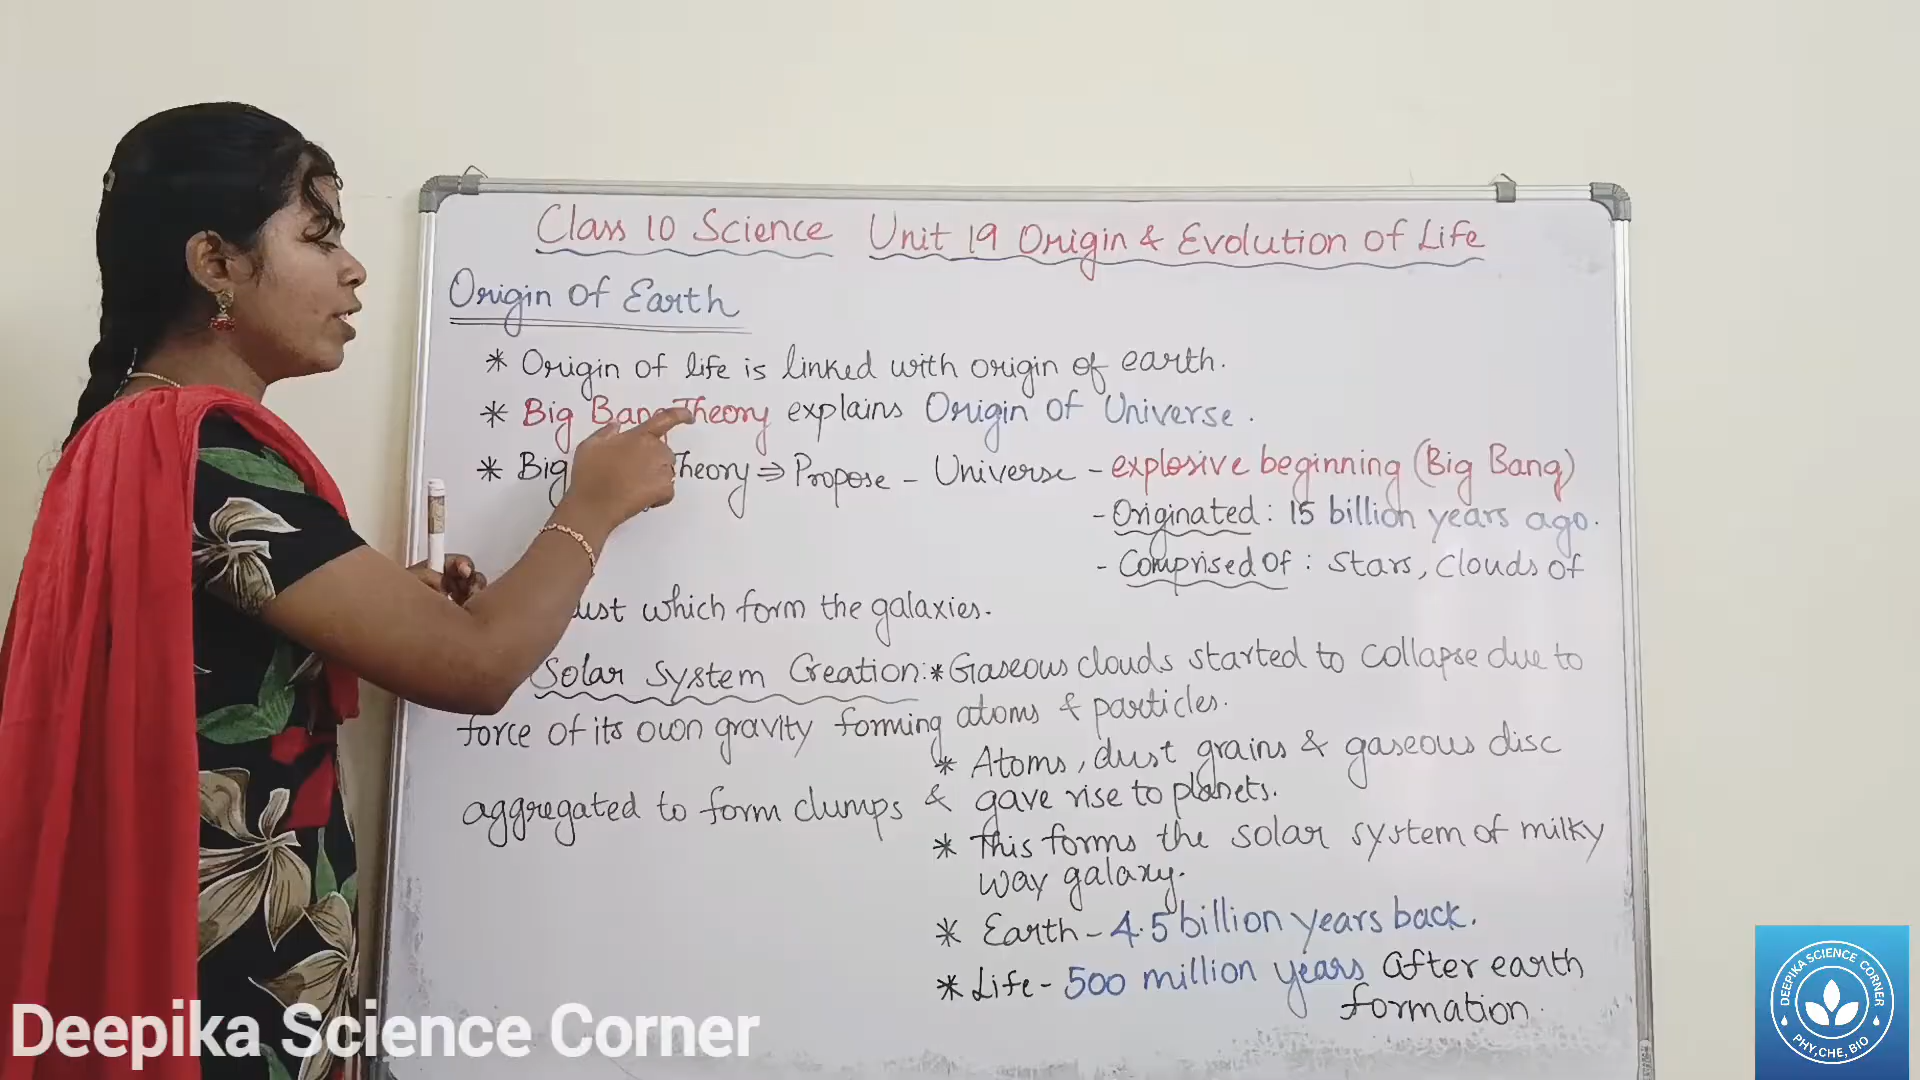 Class 10 Science Unit 19 Origin & Evolution of Life
Origin of Earth
* Origin of life is linked with origin of earth.
* Big Bang Theory explains Origin of Universe.
* Big Theory ⇒ Propose - Universe - explosive beginning (Big Bang)
- Originated : 15 billion years ago.
- Comprised of : Stars, Clouds of
which form the galaxies.
Solar System Creation: * Gaseous clouds started to collapse due to
force of its own gravity forming atoms & particles.
* Atoms, dust grains & gaseous disc
aggregated to form clumps & gave rise to planets.
* This forms the solar system of milky
way galaxy.
* Earth - 4.5 billion years back.
* Life - 500 million years after earth
formation.
Deepika Science Corner
DEEPIKA SCIENCE CORNER
PHY, CHE, BIO